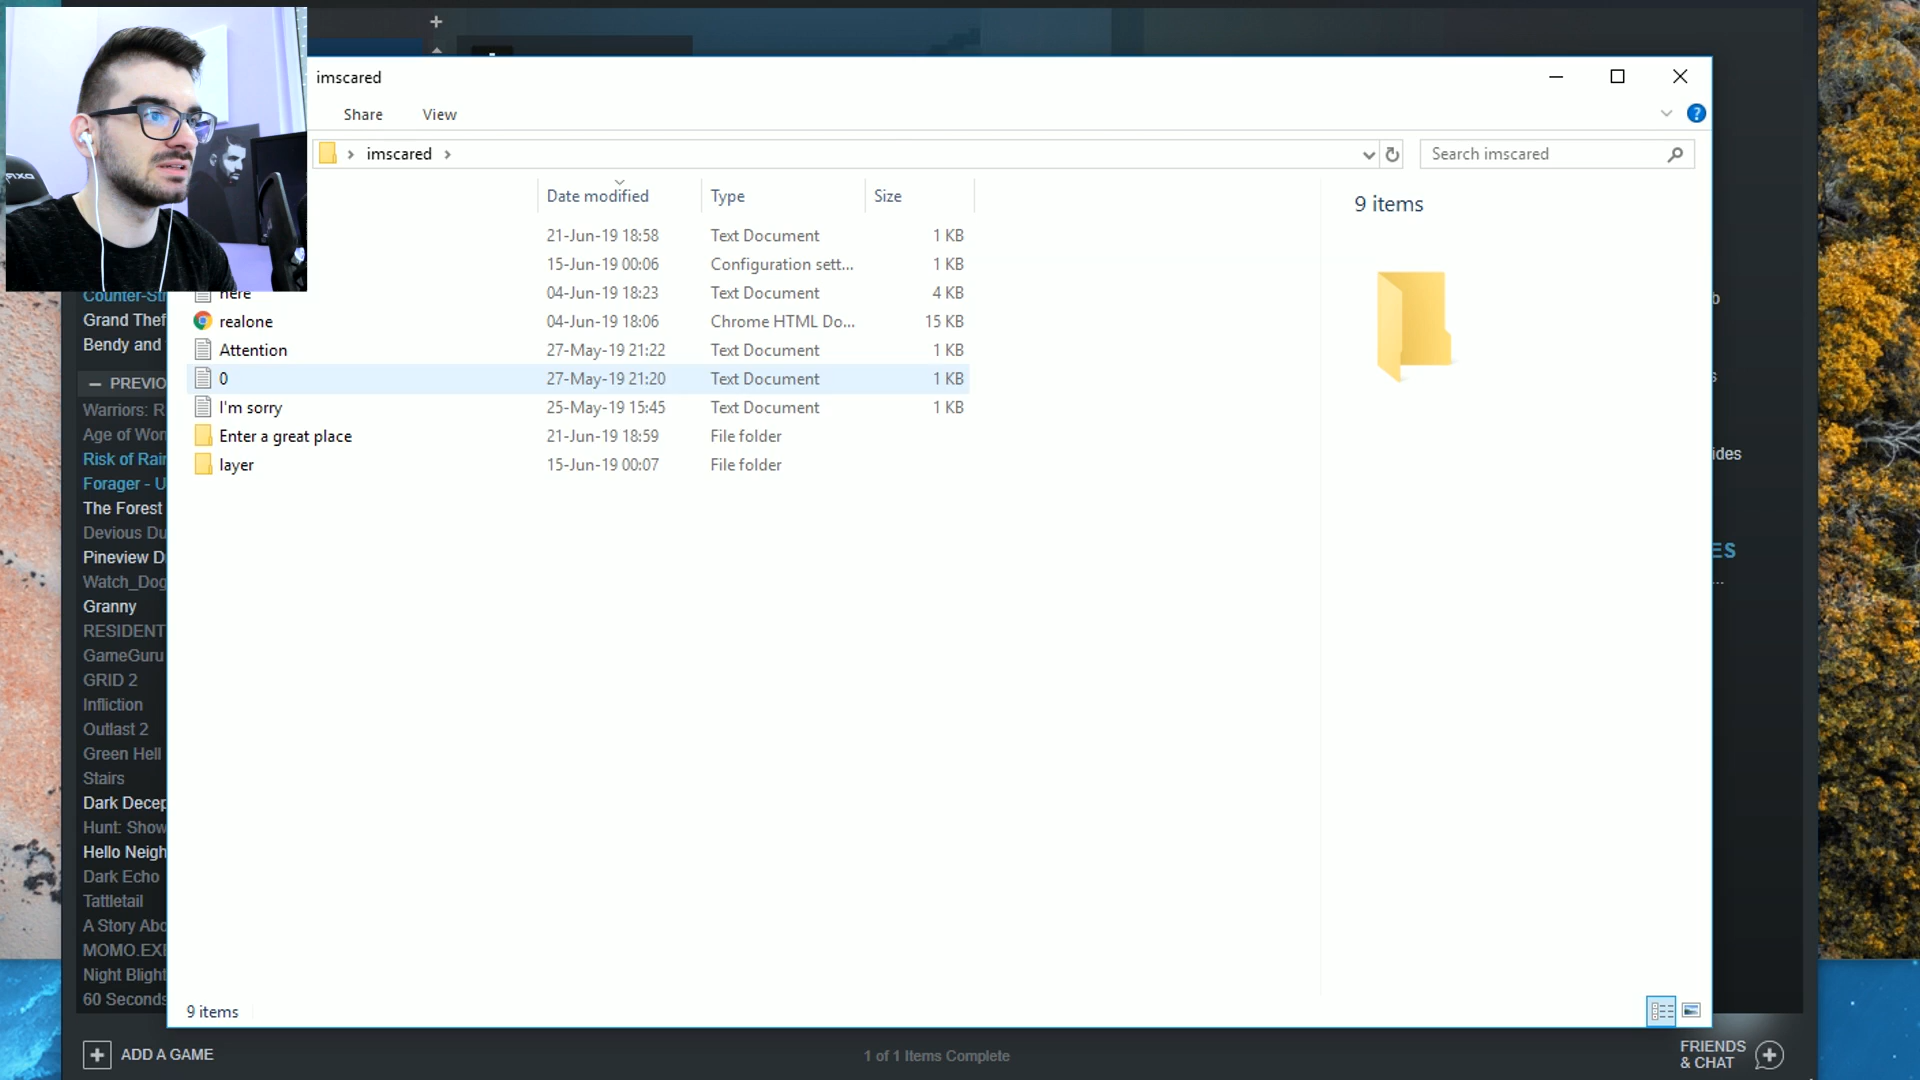 imscared
Share View
imscared
Search imscared
Date modified Type Size
9 items
21-Jun-19 18:58 Text Document 1 KB
15-Jun-19 00:06 Configuration sett... 1 KB
here 04-Jun-19 18:23 Text Document 4 KB
realone 04-Jun-19 18:06 Chrome HTML Do... 15 KB
Attention 27-May-19 21:22 Text Document 1 KB
0 27-May-19 21:20 Text Document 1 KB
I'm sorry 25-May-19 15:45 Text Document 1 KB
Enter a great place 21-Jun-19 18:59 File folder
layer 15-Jun-19 00:07 File folder
9 items
Counter-Str
Grand Thef
Bendy and
PREVIO
Warriors: R
Age of Won
Risk of Rain
Forager - U
The Forest
Devious Du
Pineview D
Watch_Dog
Granny
RESIDENT
GameGuru
GRID 2
Infliction
Outlast 2
Green Hell
Stairs
Dark Decep
Hunt: Show
Hello Neigh
Dark Echo
Tattletail
A Story Abo
MOMO.EXE
Night Blight
60 Seconds
ides
ES
...
ADD A GAME
1 of 1 Items Complete
FRIENDS
& CHAT